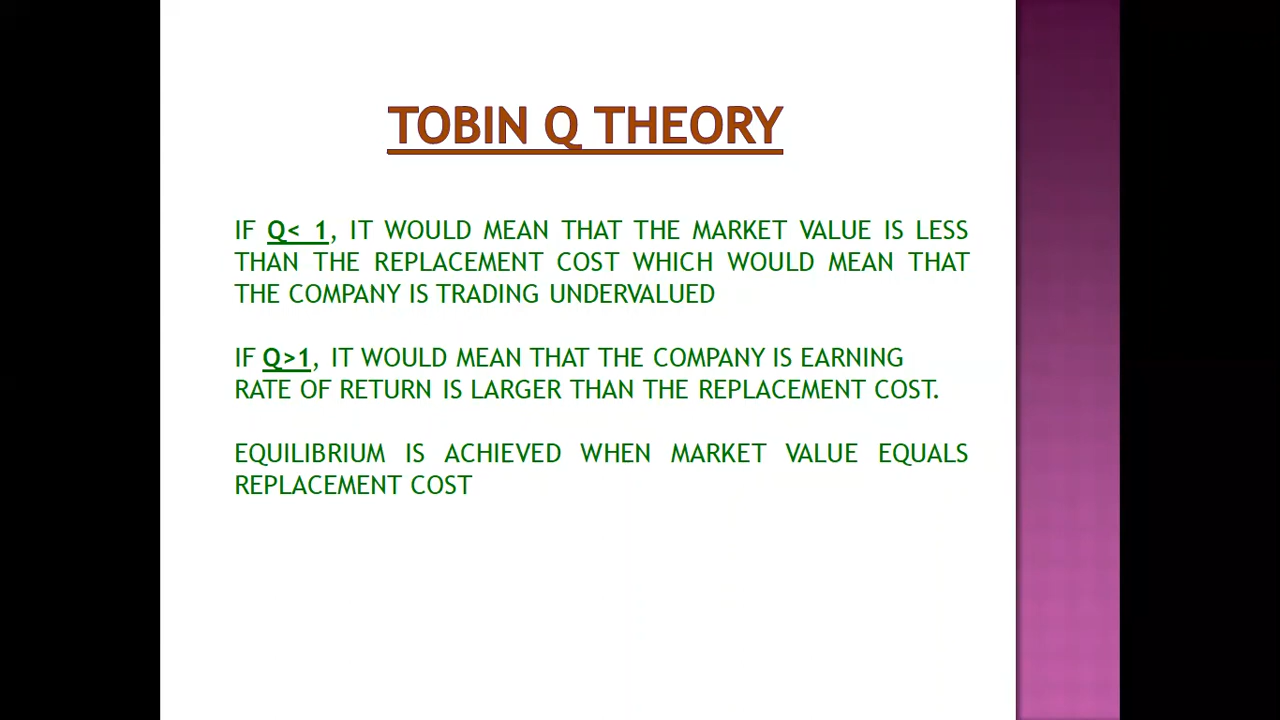 TOBIN Q THEORY
IF Q< 1, IT WOULD MEAN THAT THE MARKET VALUE IS LESS
THAN THE REPLACEMENT COST WHICH WOULD MEAN THAT
THE COMPANY IS TRADING UNDERVALUED
IF Q>1, IT WOULD MEAN THAT THE COMPANY IS EARNING
RATE OF RETURN IS LARGER THAN THE REPLACEMENT COST.
EQUILIBRIUM IS ACHIEVED WHEN MARKET VALUE EQUALS
REPLACEMENT COST